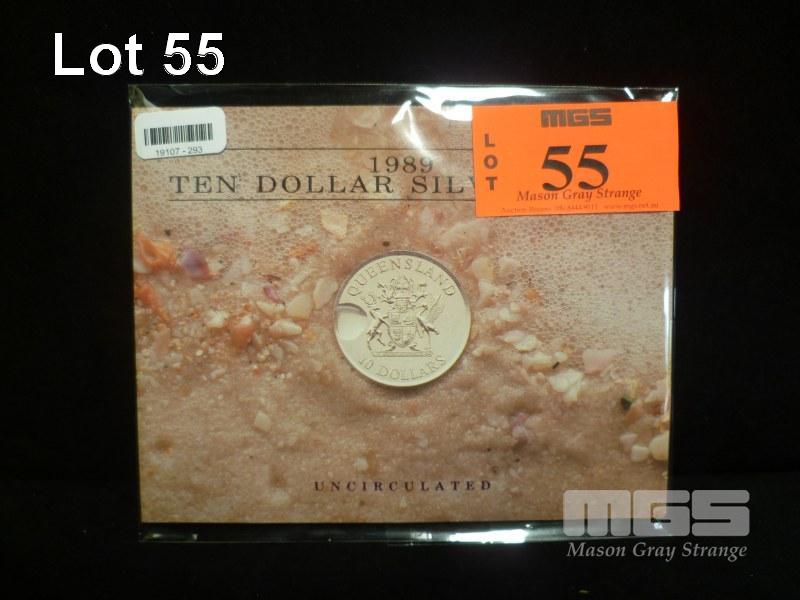 Lot 55
MGS
LOT
55
Mason Gray Strange
19107 - 293
1989
TEN DOLLAR SILV
QUEENSLAND
10 DOLLARS
UNCIRCULATED
MGS
Mason Gray Strange